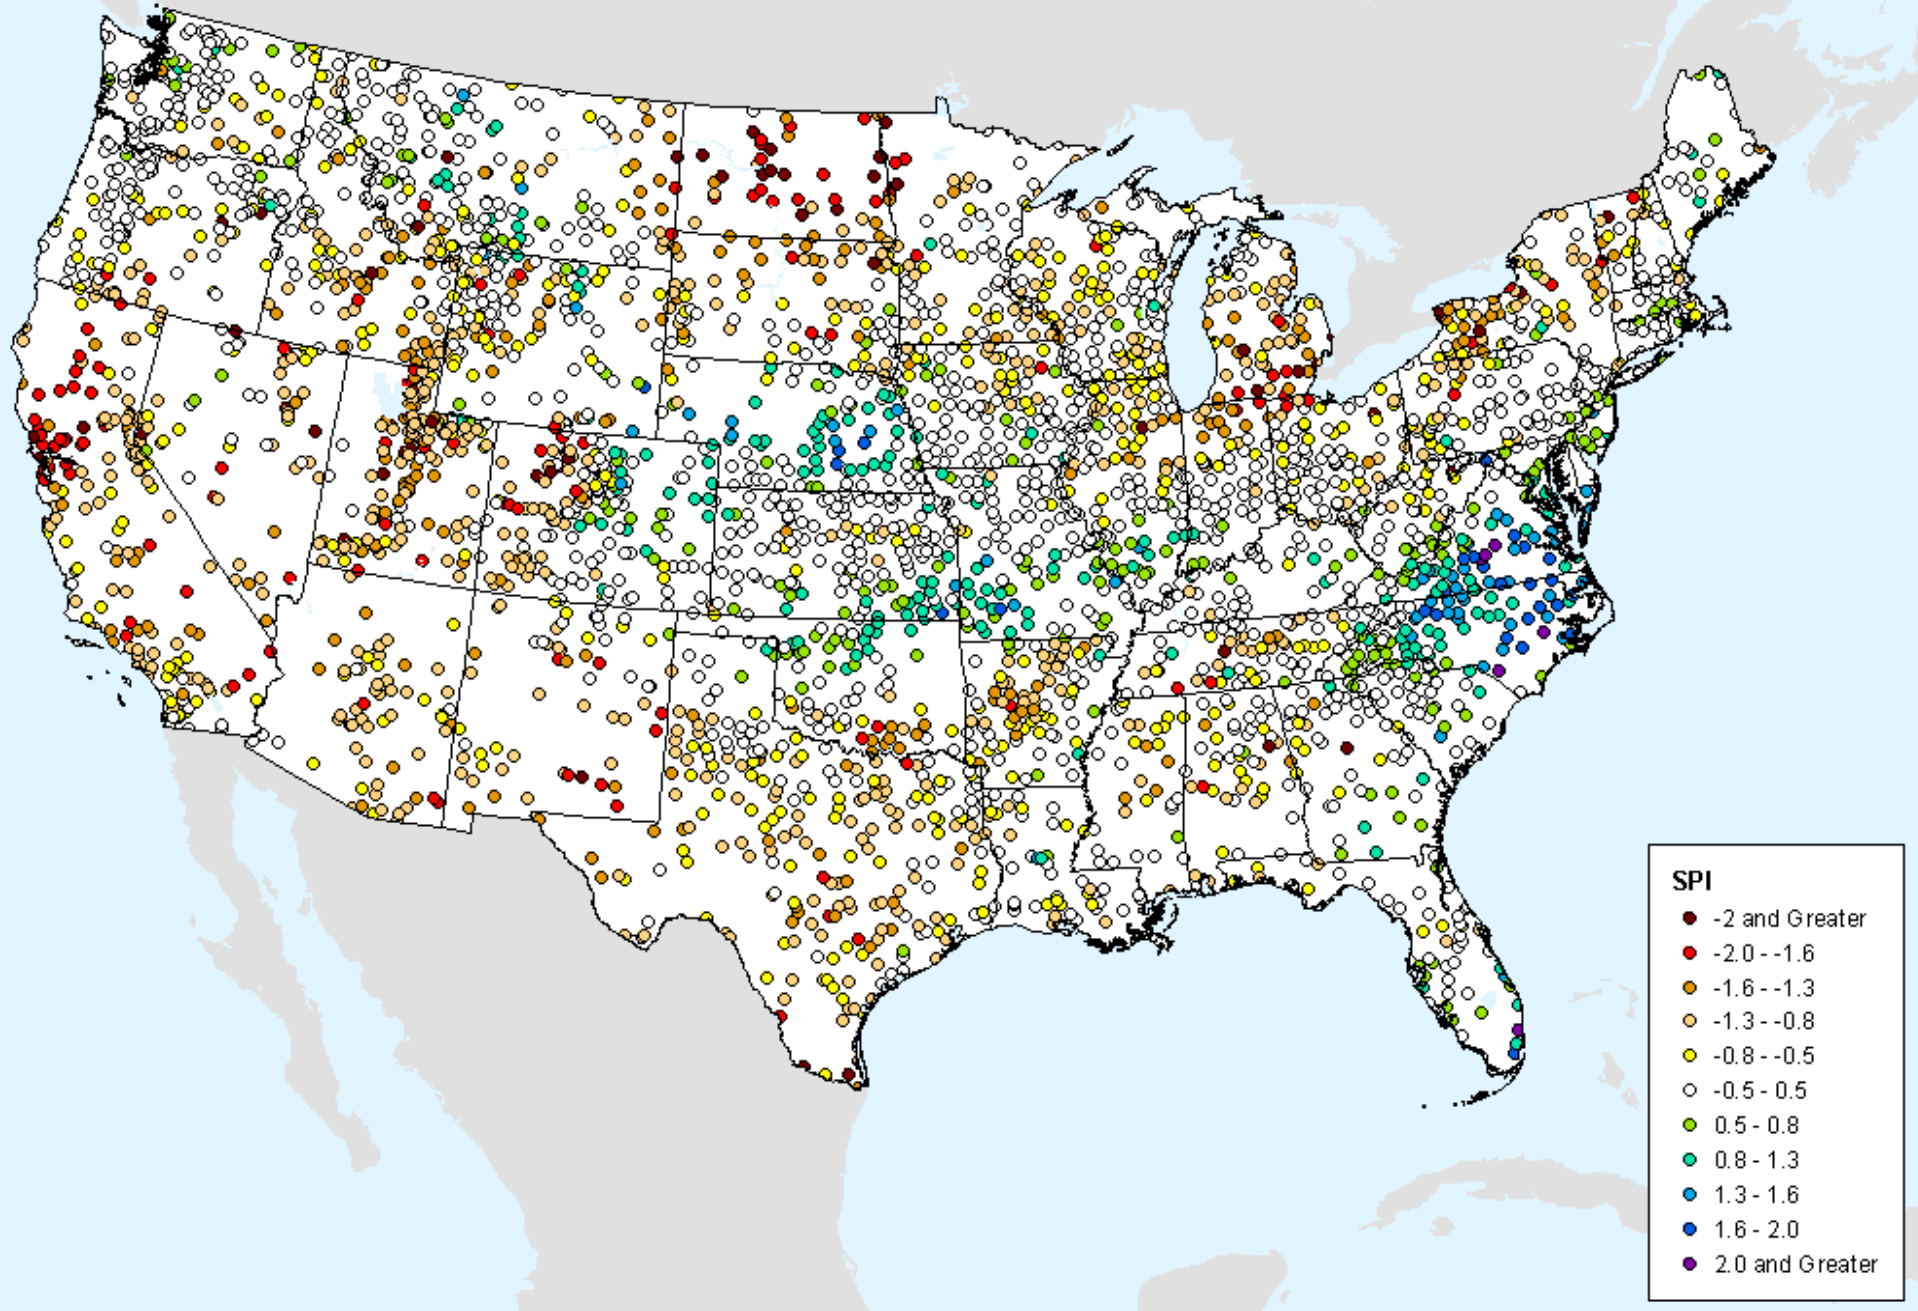 SPI
-2 and Greater
-2.0 - -1.6
-1.6 - -1.3
-1.3 - -0.8
-0.8 - -0.5
-0.5 - 0.5
0.5 - 0.8
0.8 - 1.3
1.3 - 1.6
1.6 - 2.0
2.0 and Greater